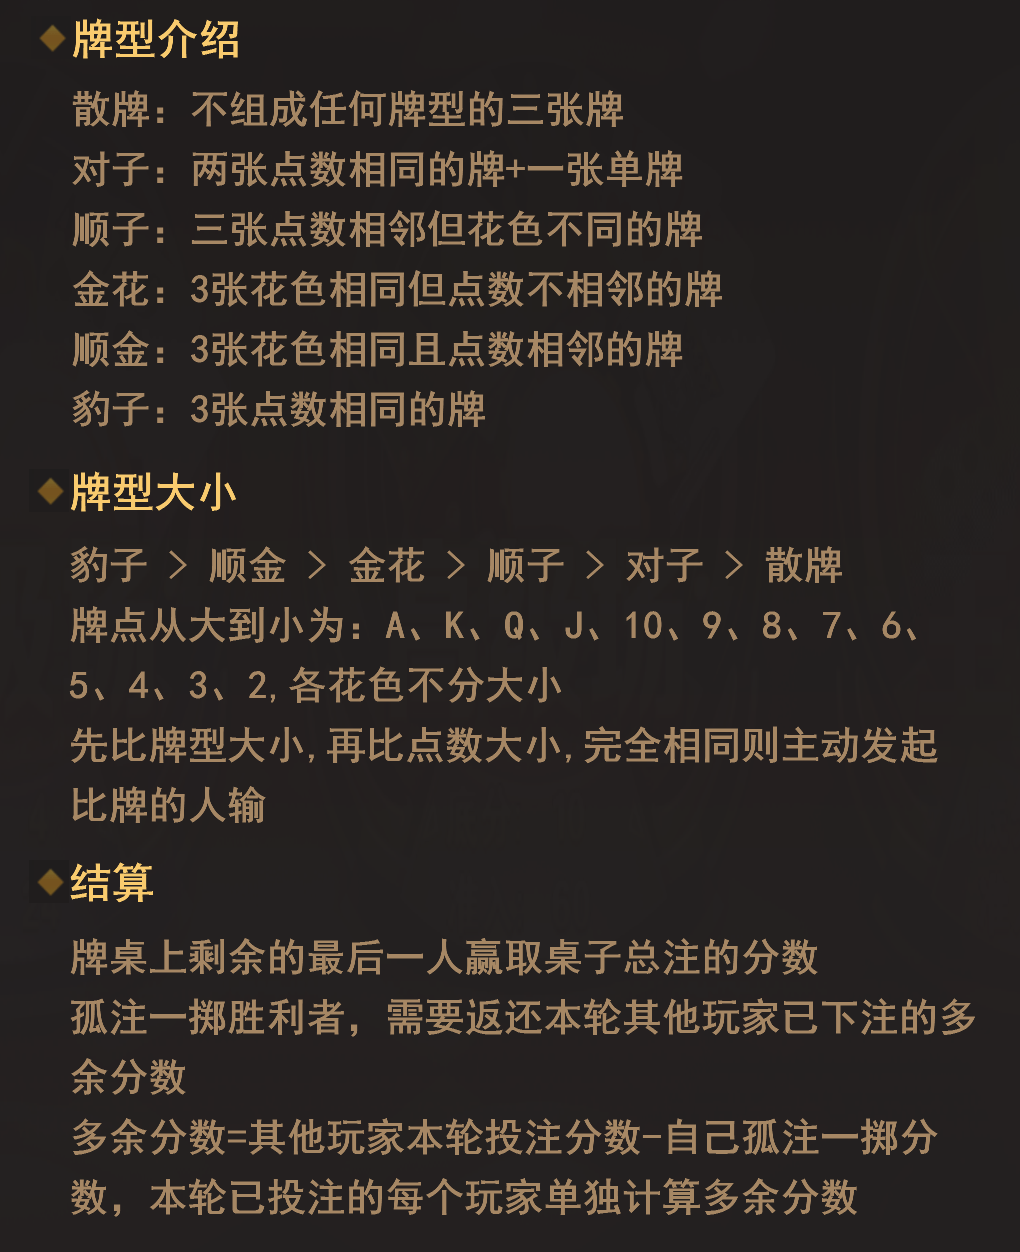 牌型介绍
散牌：不组成任何牌型的三张牌
对子：两张点数相同的牌+一张单牌
顺子：三张点数相邻但花色不同的牌
金花：3张花色相同但点数不相邻的牌
顺金：3张花色相同且点数相邻的牌
豹子：3张点数相同的牌
牌型大小
豹子 > 顺金 > 金花 > 顺子 > 对子 > 散牌
牌点从大到小为：A、K、Q、J、10、9、8、7、6、
5、4、3、2,各花色不分大小
先比牌型大小,再比点数大小,完全相同则主动发起
比牌的人输
结算
牌桌上剩余的最后一人赢取桌子总注的分数
孤注一掷胜利者，需要返还本轮其他玩家已下注的多
余分数
多余分数=其他玩家本轮投注分数-自己孤注一掷分
数，本轮已投注的每个玩家单独计算多余分数